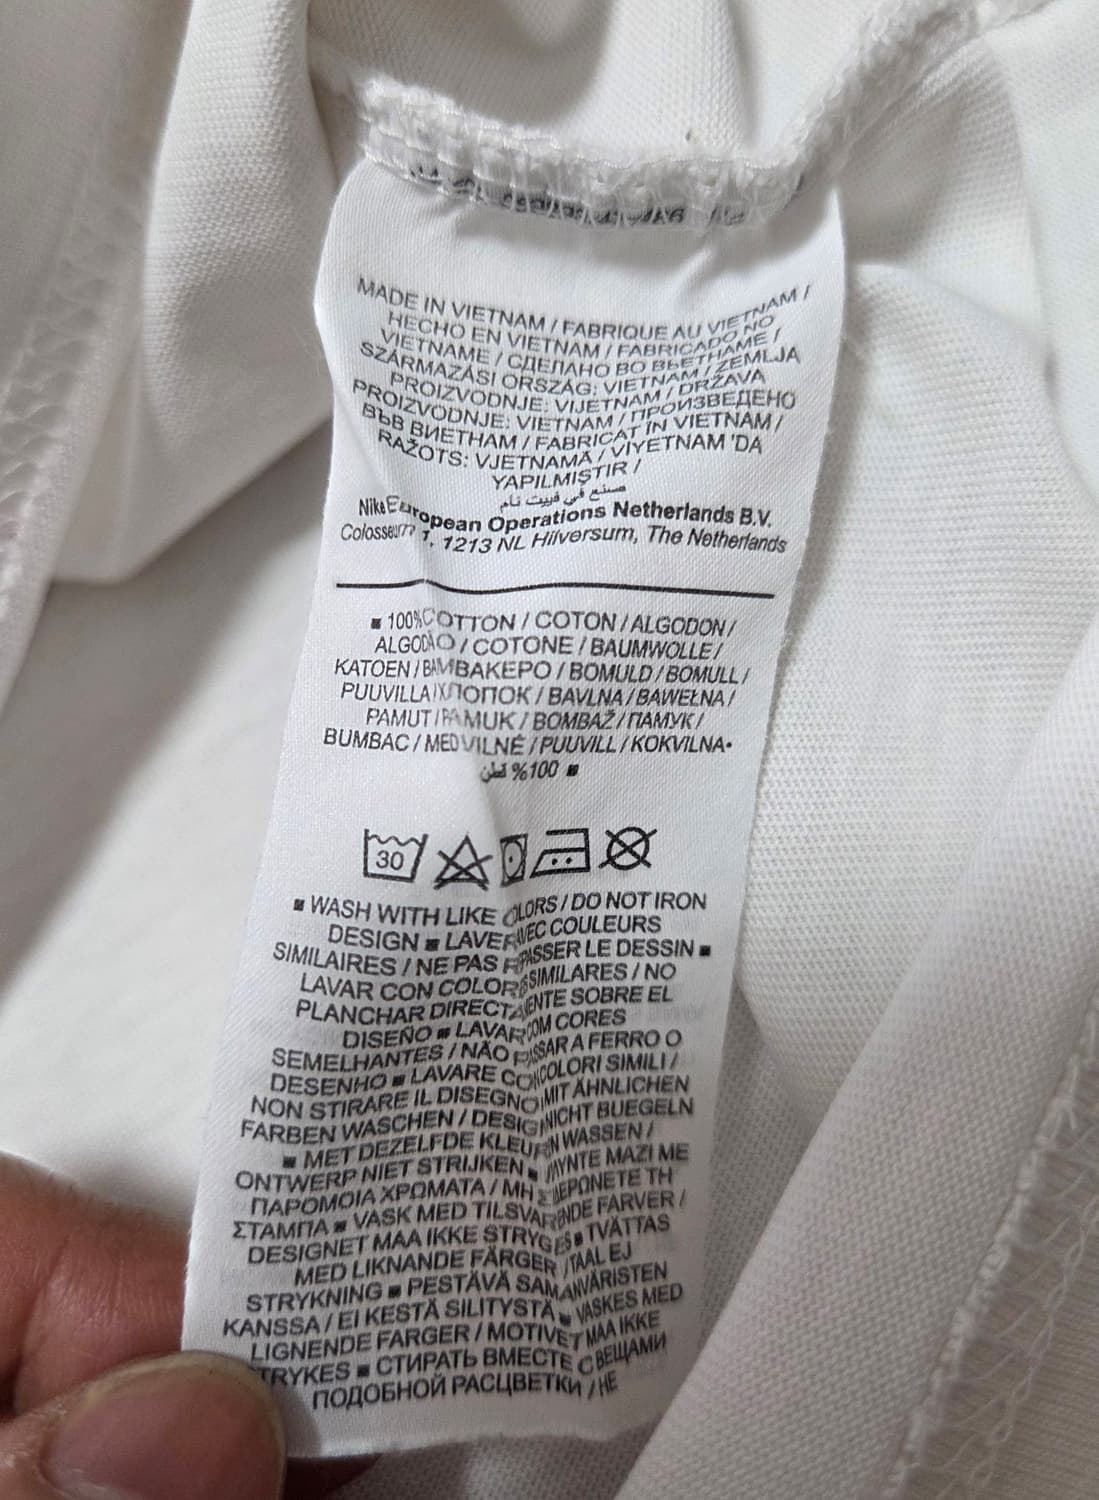 MADE IN VIETNAM / FABRIQUE AU VIETNAM /
HECHO EN VIETNAM / FABRICADO NO
VIETNAME / СДЕЛАНО ВО ВЬЕТНАМЕ /
SZÁRMAZÁSI ORSZÁG: VIETNAM / ZEMLJA
PROIZVODNJE: VIJETNAM / DRŽAVA
PROIZVODNJE: VIETNAM / ПРОИЗВЕДЕНО
ВЪВ ВИЕТНАМ / FABRICAT ÎN VIETNAM /
RAŽOTS: VJETNAMĀ / VİYETNAM 'DA
YAPILMIŞTIR /
صنع في فييت نام
Nike European Operations Netherlands B.V.
Colosseum 1, 1213 NL Hilversum, The Netherlands
■ 100% COTTON / COTON / ALGODON /
ALGODÃO / COTONE / BAUMWOLLE /
KATOEN / ΒΑΜΒΑΚΕΡΟ / BOMULD / BOMULL /
PUUVILLA / ХЛОПОК / BAVLNA / BAWEŁNA /
PAMUT / PAMUK / BOMBAŽ / ПАМУК /
BUMBAC / MEDVILNĖ / PUUVILL / KOKVILNA•
■ 100% قطن
30
■ WASH WITH LIKE COLORS / DO NOT IRON
DESIGN ■ LAVER AVEC COULEURS
SIMILAIRES / NE PAS REPASSER LE DESSIN ■
LAVAR CON COLORES SIMILARES / NO
PLANCHAR DIRECTAMENTE SOBRE EL
DISEÑO ■ LAVAR COM CORES
SEMELHANTES / NÃO PASSAR A FERRO O
DESENHO ■ LAVARE CON COLORI SIMILI /
NON STIRARE IL DISEGNO MIT ÄHNLICHEN
FARBEN WASCHEN / DESIGN NICHT BUEGELN
■ MET DEZELFDE KLEUREN WASSEN /
ONTWERP NIET STRIJKEN ■ ΠΛΥΝΤΕ ΜΑΖΙ ΜΕ
ΠΑΡΟΜΟΙΑ ΧΡΩΜΑΤΑ / ΜΗ ΣΙΔΕΡΩΝΕΤΕ ΤΗ
ΣΤΑΜΠΑ ■ VASK MED TILSVARENDE FARVER /
DESIGNET MAA IKKE STRYGES ■ TVÄTTAS
MED LIKNANDE FÄRGER / TAAL EJ
STRYKNING ■ PESTÄVÄ SAMANVÄRISTEN
KANSSA / EI KESTÄ SILITYSTÄ ■ VASKES MED
LIGNENDE FARGER / MOTIVET MAA IKKE
STRYKES ■ СТИРАТЬ ВМЕСТЕ С ВЕЩАМИ
ПОДОБНОЙ РАСЦВЕТКИ / НЕ